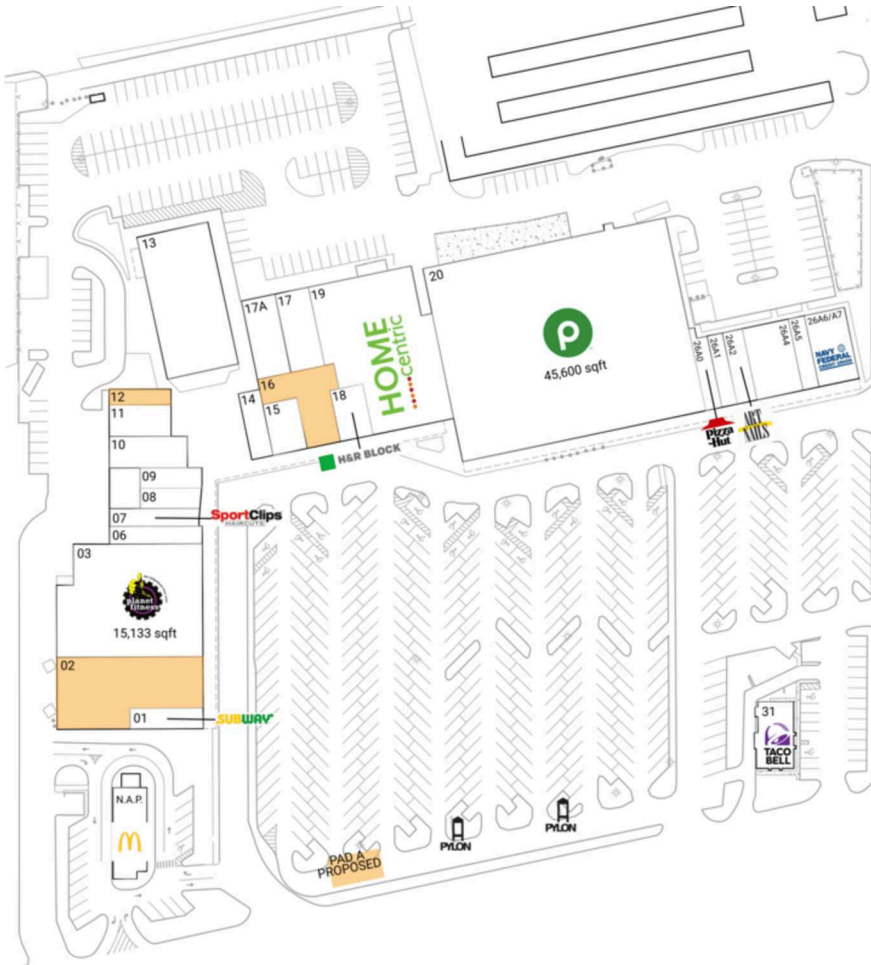 13
17A
17
19
20
HOME
centric
p
45,600 sqft
26A0
26A1
26A2
26A4
26A5
26A6/A7
NAVY
FEDERAL
Pizza
Hut
ART
NAILS
12
11
14
16
15
18
H&R BLOCK
10
09
08
07
SportClips
HAIRCUTS
06
03
planet
fitness
15,133 sqft
02
01
SUBWAY
31
TACO
BELL
N.A.P.
M
PYLON
PYLON
PAD A
PROPOSED